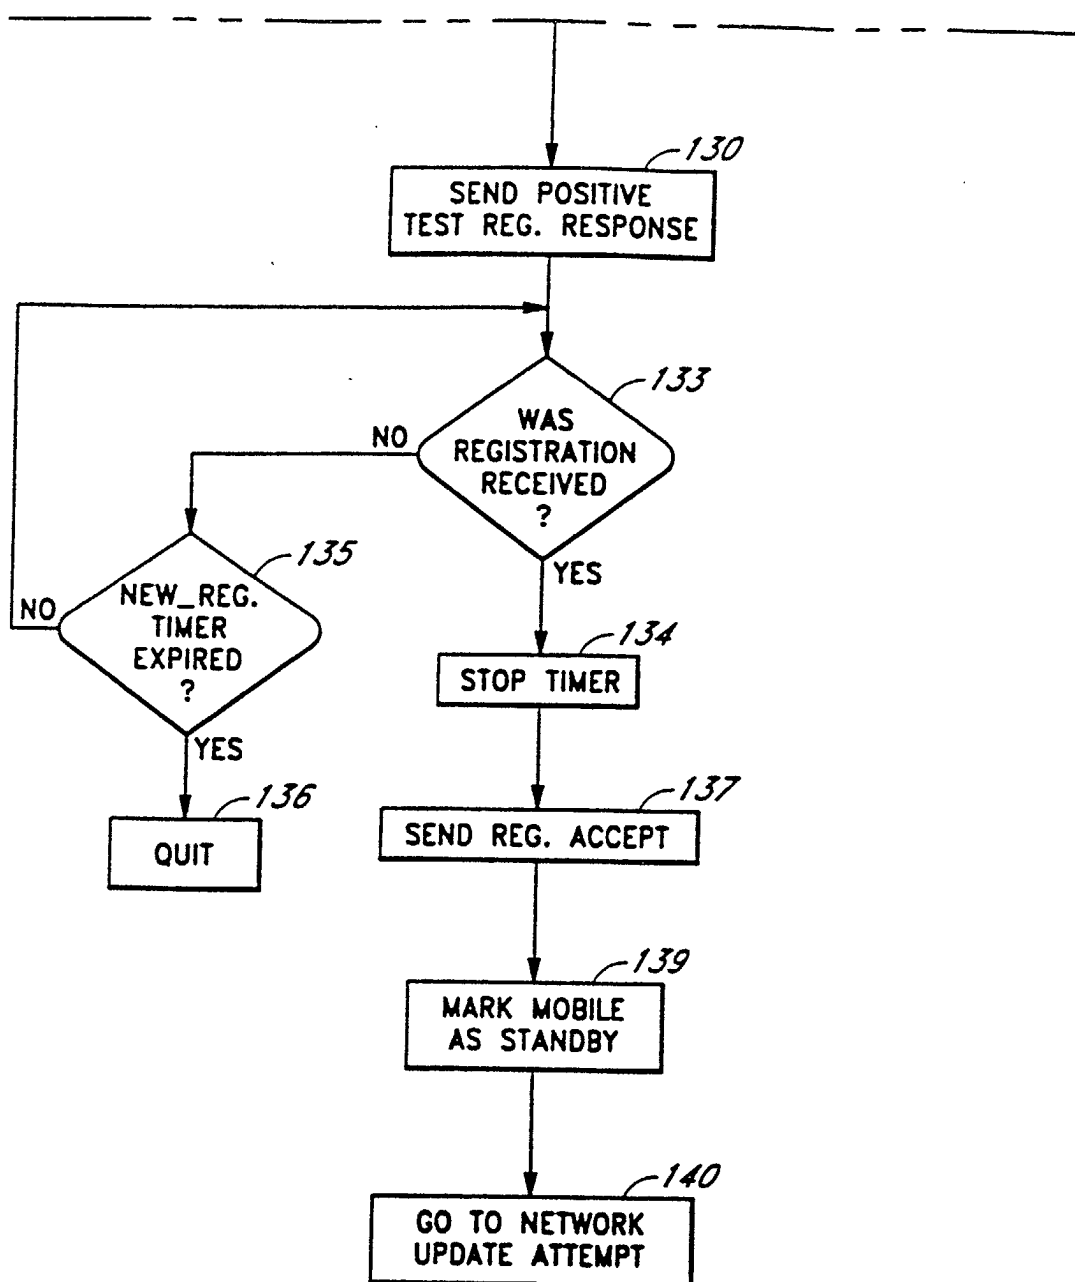 130
SEND POSITIVE
TEST REG. RESPONSE
133
WAS
REGISTRATION
RECEIVED
?
NO
YES
135
NEW_REG.
TIMER
EXPIRED
?
NO
YES
134
STOP TIMER
136
QUIT
137
SEND REG. ACCEPT
139
MARK MOBILE
AS STANDBY
140
GO TO NETWORK
UPDATE ATTEMPT